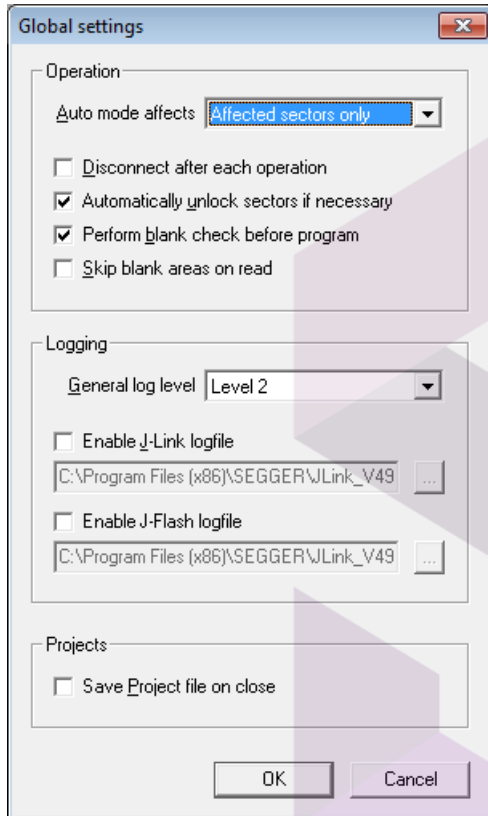 Global settings
Operation
Auto mode affects Affected sectors only
Disconnect after each operation
Automatically unlock sectors if necessary
Perform blank check before program
Skip blank areas on read
Logging
General log level Level 2
Enable J-Link logfile
C:\Program Files (x86)\SEGGER\JLink_V49 ...
Enable J-Flash logfile
C:\Program Files (x86)\SEGGER\JLink_V49 ...
Projects
Save Project file on close
OK Cancel